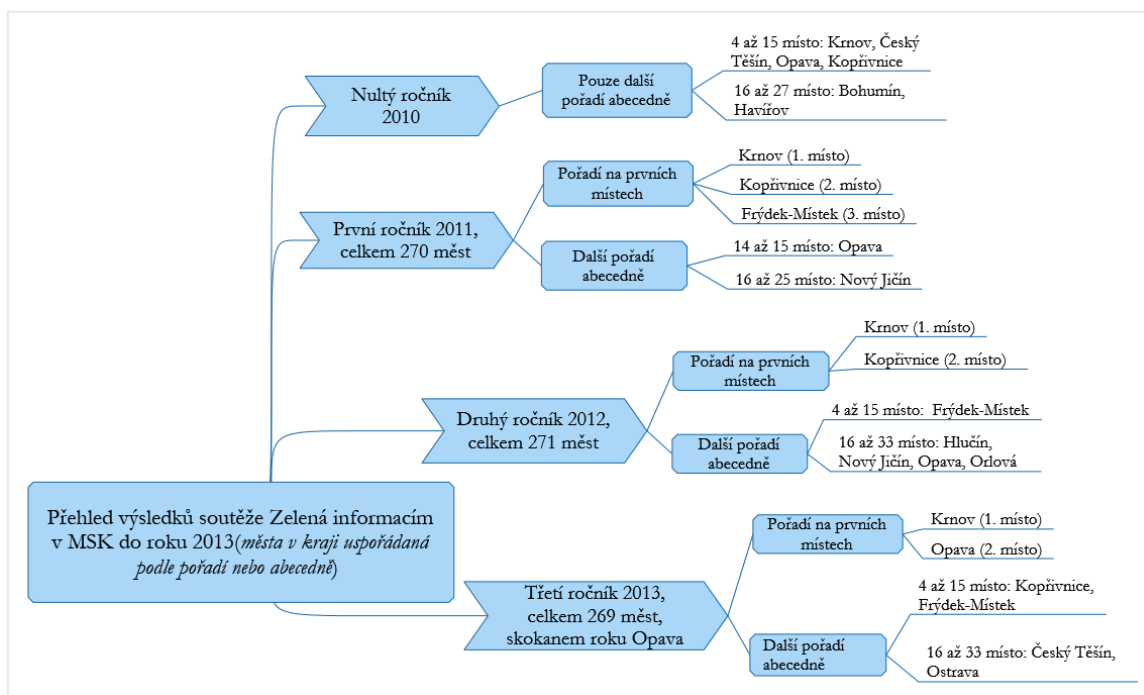 Nultý ročník
2010
Pouze další
pořadí abecedně
4 až 15 místo: Krnov, Český
Těšín, Opava, Kopřivnice
16 až 27 místo: Bohumín,
Havířov
První ročník 2011,
celkem 270 měst
Pořadí na prvních
místech
Krnov (1. místo)
Kopřivnice (2. místo)
Frýdek-Místek (3. místo)
Další pořadí
abecedně
14 až 15 místo: Opava
16 až 25 místo: Nový Jičín
Druhý ročník 2012,
celkem 271 měst
Pořadí na prvních
místech
Krnov (1. místo)
Kopřivnice (2. místo)
Další pořadí
abecedně
4 až 15 místo: Frýdek-Místek
16 až 33 místo: Hlučín,
Nový Jičín, Opava, Orlová
Přehled výsledků soutěže Zelená informacím
v MSK do roku 2013(města v kraji uspořádaná
podle pořadí nebo abecedně)
Třetí ročník 2013,
celkem 269 měst,
skokanem roku Opava
Pořadí na prvních
místech
Krnov (1. místo)
Opava (2. místo)
Další pořadí
abecedně
4 až 15 místo: Kopřivnice,
Frýdek-Místek
16 až 33 místo: Český Těšín,
Ostrava